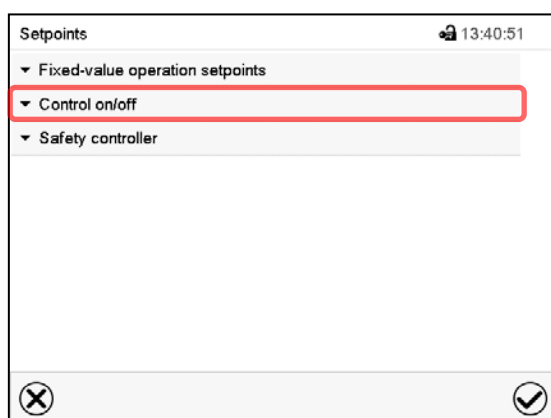 Setpoints 13:40:51
Fixed-value operation setpoints
Control on/off
Safety controller